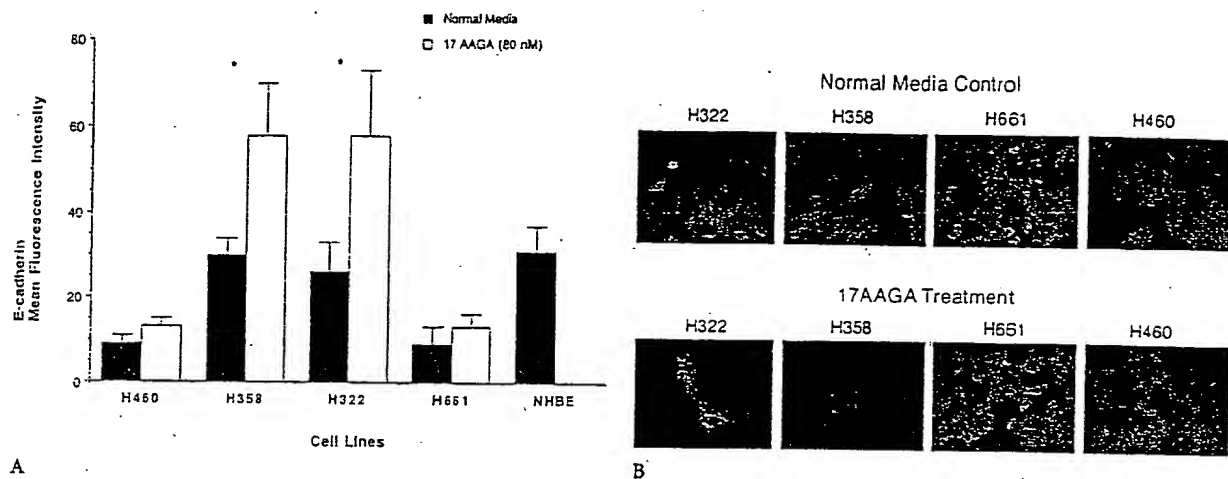 Normal Media
17 AAGA (80 nM)
80
60
40
20
0
E-cadherin
Mean Fluorescence Intensity
*
*
H460
H358
H322
H661
NHBE
Cell Lines
A
Normal Media Control
H322
H358
H661
H460
17AAGA Treatment
H322
H358
H661
H460
B